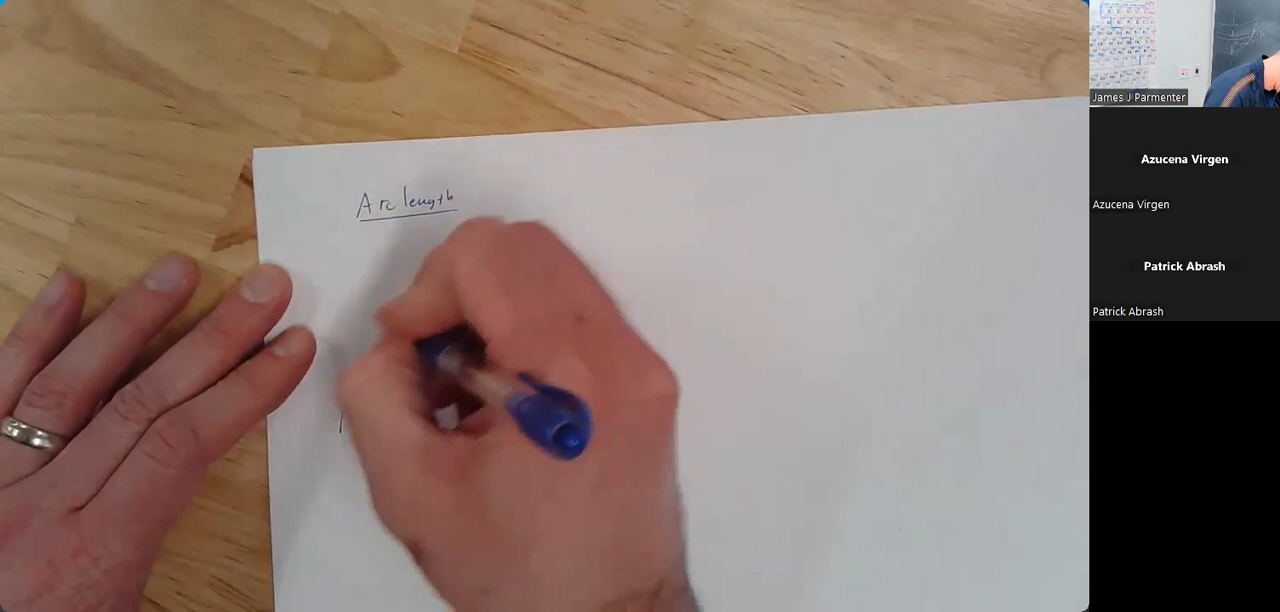 Arc length
James J Parmenter
Azucena Virgen
Azucena Virgen
Patrick Abrash
Patrick Abrash